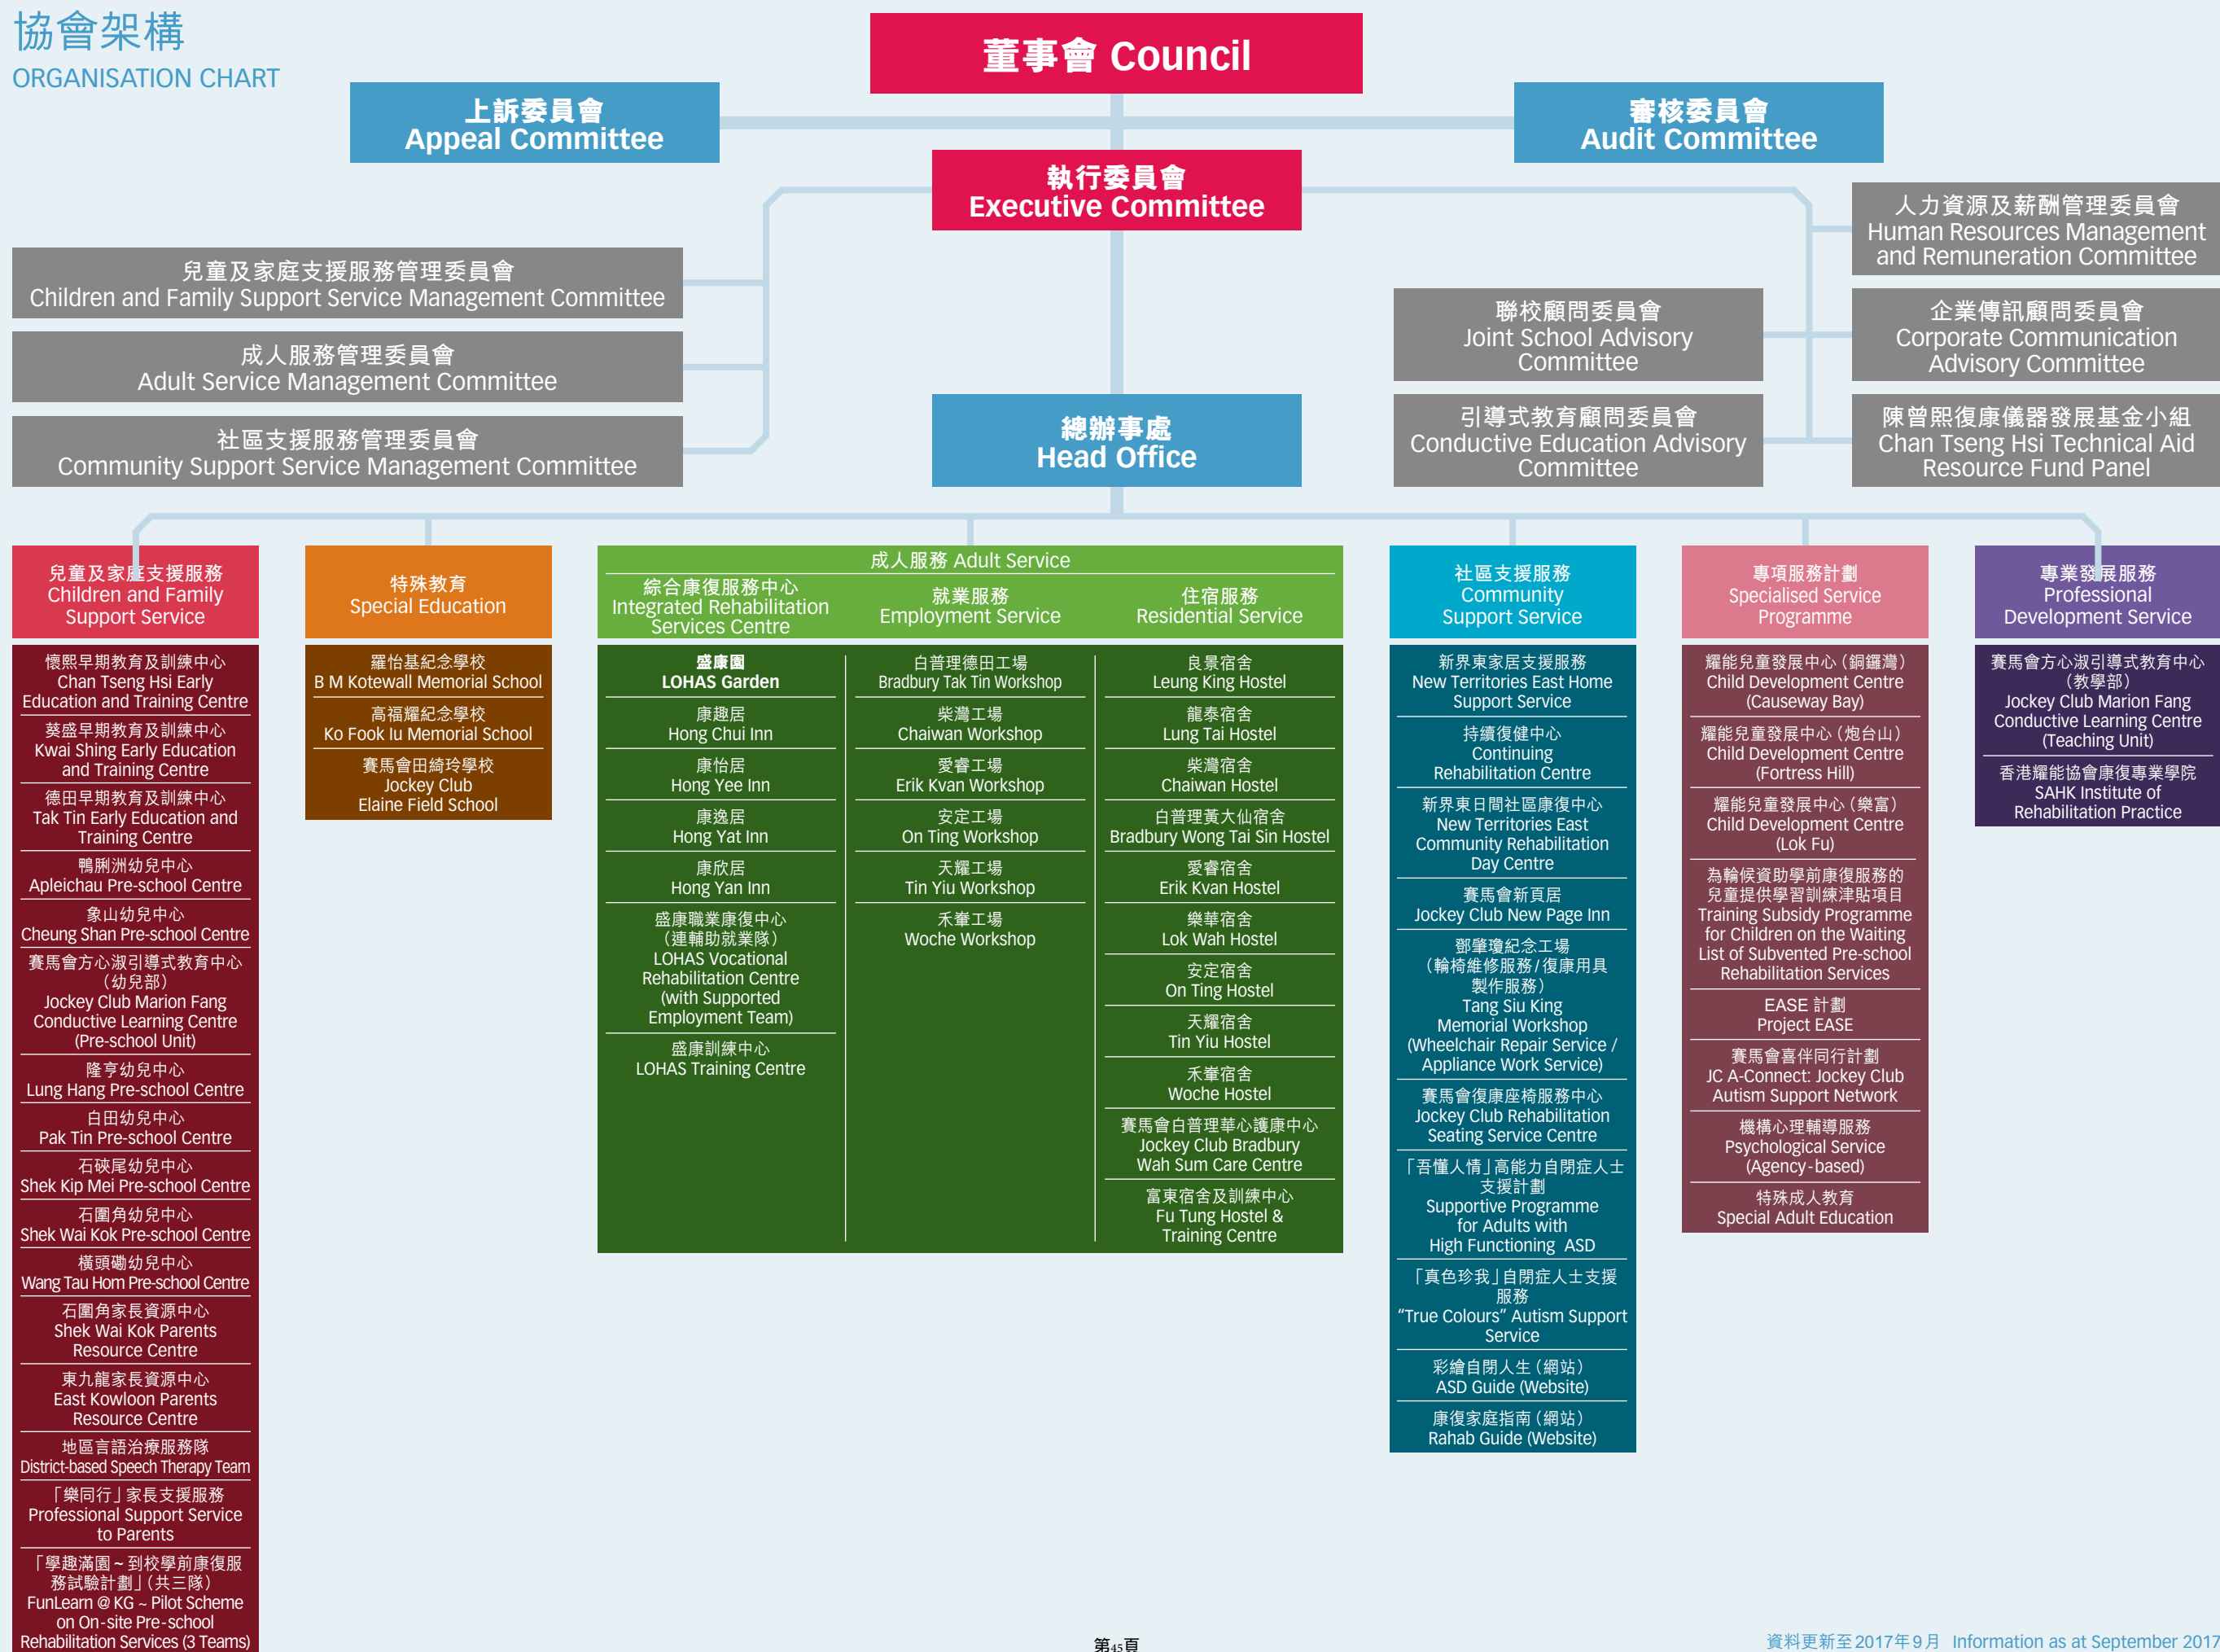 協會架構
ORGANISATION CHART
董事會 Council
上訴委員會
Appeal Committee
審核委員會
Audit Committee
執行委員會
Executive Committee
兒童及家庭支援服務管理委員會
Children and Family Support Service Management Committee
成人服務管理委員會
Adult Service Management Committee
社區支援服務管理委員會
Community Support Service Management Committee
人力資源及薪酬管理委員會
Human Resources Management
and Remuneration Committee
聯校顧問委員會
Joint School Advisory
Committee
企業傳訊顧問委員會
Corporate Communication
Advisory Committee
引導式教育顧問委員會
Conductive Education Advisory
Committee
陳曾熙復康儀器發展基金小組
Chan Tseng Hsi Technical Aid
Resource Fund Panel
總辦事處
Head Office
兒童及家庭支援服務
Children and Family
Support Service
懷熙早期教育及訓練中心
Chan Tseng Hsi Early
Education and Training Centre
葵盛早期教育及訓練中心
Kwai Shing Early Education
and Training Centre
德田早期教育及訓練中心
Tak Tin Early Education and
Training Centre
鴨脷洲幼兒中心
Apleichau Pre-school Centre
象山幼兒中心
Cheung Shan Pre-school Centre
賽馬會方心淑引導式教育中心
（幼兒部）
Jockey Club Marion Fang
Conductive Learning Centre
(Pre-school Unit)
隆亨幼兒中心
Lung Hang Pre-school Centre
白田幼兒中心
Pak Tin Pre-school Centre
石硤尾幼兒中心
Shek Kip Mei Pre-school Centre
石圍角幼兒中心
Shek Wai Kok Pre-school Centre
橫頭磡幼兒中心
Wang Tau Hom Pre-school Centre
石圍角家長資源中心
Shek Wai Kok Parents
Resource Centre
東九龍家長資源中心
East Kowloon Parents
Resource Centre
地區言語治療服務隊
District-based Speech Therapy Team
「樂同行」家長支援服務
Professional Support Service
to Parents
「學趣滿園 ~ 到校學前康復服
務試驗計劃」（共三隊）
FunLearn @ KG ~ Pilot Scheme
on On-site Pre-school
Rehabilitation Services (3 Teams)
特殊教育
Special Education
羅怡基紀念學校
B M Kotewall Memorial School
高福耀紀念學校
Ko Fook Iu Memorial School
賽馬會田綺玲學校
Jockey Club
Elaine Field School
成人服務 Adult Service
綜合康復服務中心
Integrated Rehabilitation
Services Centre
盛康園
LOHAS Garden
康趣居
Hong Chui Inn
康怡居
Hong Yee Inn
康逸居
Hong Yat Inn
康欣居
Hong Yan Inn
盛康職業康復中心
（連輔助就業隊）
LOHAS Vocational
Rehabilitation Centre
(with Supported
Employment Team)
盛康訓練中心
LOHAS Training Centre
就業服務
Employment Service
白普理德田工場
Bradbury Tak Tin Workshop
柴灣工場
Chaiwan Workshop
愛睿工場
Erik Kvan Workshop
安定工場
On Ting Workshop
天耀工場
Tin Yiu Workshop
禾輋工場
Woche Workshop
住宿服務
Residential Service
良景宿舍
Leung King Hostel
龍泰宿舍
Lung Tai Hostel
柴灣宿舍
Chaiwan Hostel
白普理黃大仙宿舍
Bradbury Wong Tai Sin Hostel
愛睿宿舍
Erik Kvan Hostel
樂華宿舍
Lok Wah Hostel
安定宿舍
On Ting Hostel
天耀宿舍
Tin Yiu Hostel
禾輋宿舍
Woche Hostel
賽馬會白普理華心護康中心
Jockey Club Bradbury
Wah Sum Care Centre
富東宿舍及訓練中心
Fu Tung Hostel &
Training Centre
社區支援服務
Community
Support Service
新界東家居支援服務
New Territories East Home
Support Service
持續復健中心
Continuing
Rehabilitation Centre
新界東日間社區康復中心
New Territories East
Community Rehabilitation
Day Centre
賽馬會新頁居
Jockey Club New Page Inn
鄧肇瓊紀念工場
（輪椅維修服務/復康用具
製作服務）
Tang Siu King
Memorial Workshop
(Wheelchair Repair Service /
Appliance Work Service)
賽馬會復康座椅服務中心
Jockey Club Rehabilitation
Seating Service Centre
「吾懂人情」高能力自閉症人士
支援計劃
Supportive Programme
for Adults with
High Functioning ASD
「真色珍我」自閉症人士支援
服務
“True Colours” Autism Support
Service
彩繪自閉人生（網站）
ASD Guide (Website)
康復家庭指南（網站）
Rahab Guide (Website)
專項服務計劃
Specialised Service
Programme
耀能兒童發展中心（銅鑼灣）
Child Development Centre
(Causeway Bay)
耀能兒童發展中心（炮台山）
Child Development Centre
(Fortress Hill)
耀能兒童發展中心（樂富）
Child Development Centre
(Lok Fu)
為輪候資助學前康復服務的
兒童提供學習訓練津貼項目
Training Subsidy Programme
for Children on the Waiting
List of Subvented Pre-school
Rehabilitation Services
EASE 計劃
Project EASE
賽馬會喜伴同行計劃
JC A-Connect: Jockey Club
Autism Support Network
機構心理輔導服務
Psychological Service
(Agency-based)
特殊成人教育
Special Adult Education
專業發展服務
Professional
Development Service
賽馬會方心淑引導式教育中心
（教學部）
Jockey Club Marion Fang
Conductive Learning Centre
(Teaching Unit)
香港耀能協會康復專業學院
SAHK Institute of
Rehabilitation Practice
第45頁
資料更新至2017年9月 Information as at September 2017